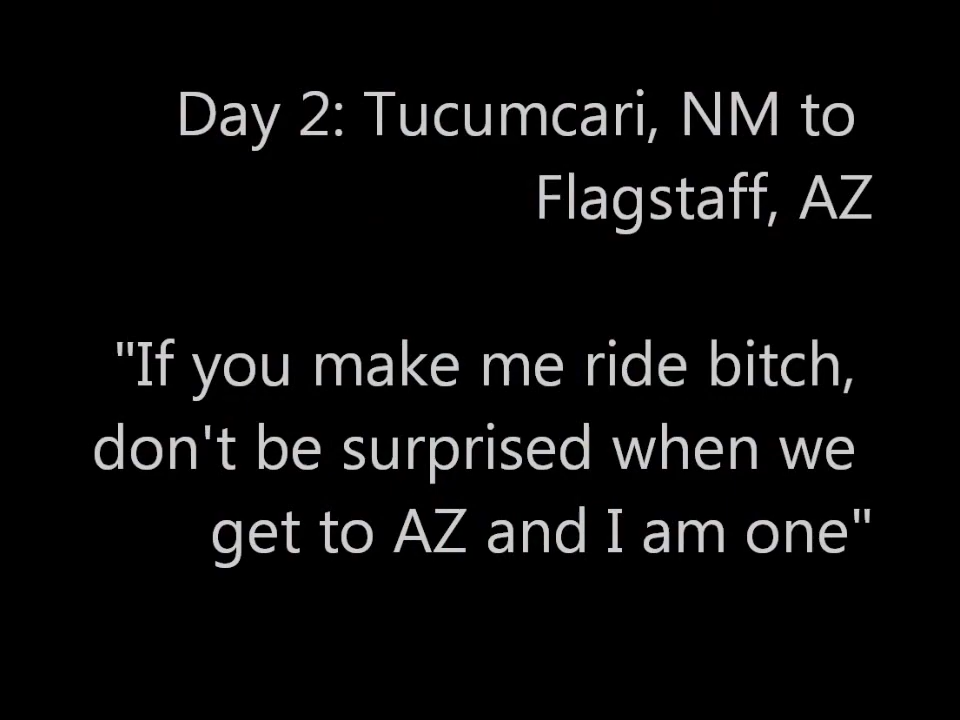 Day 2: Tucumcari, NM to
Flagstaff, AZ
"If you make me ride bitch,
don't be surprised when we
get to AZ and I am one"